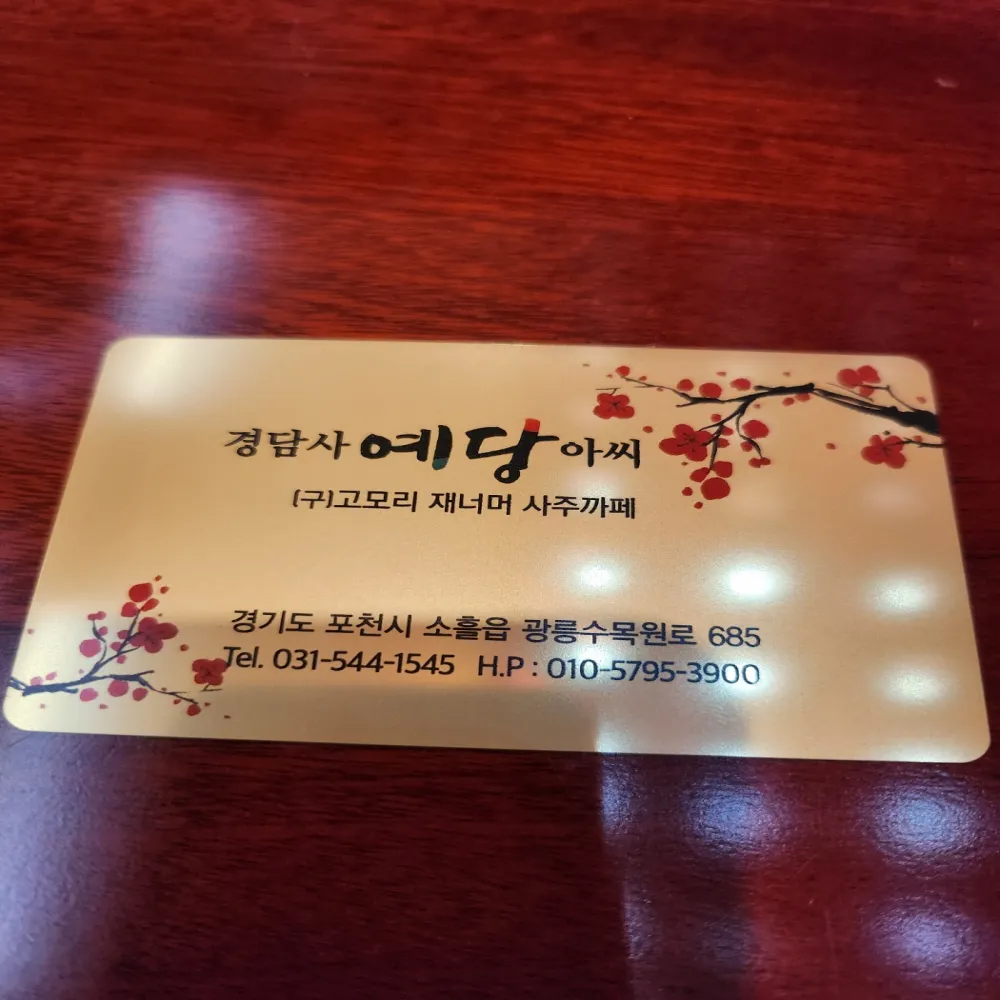 경담사 예당 아씨
(구)고모리 재너머 사주까페
경기도 포천시 소흘읍 광릉수목원로 685
Tel. 031-544-1545 H.P : 010-5795-3900